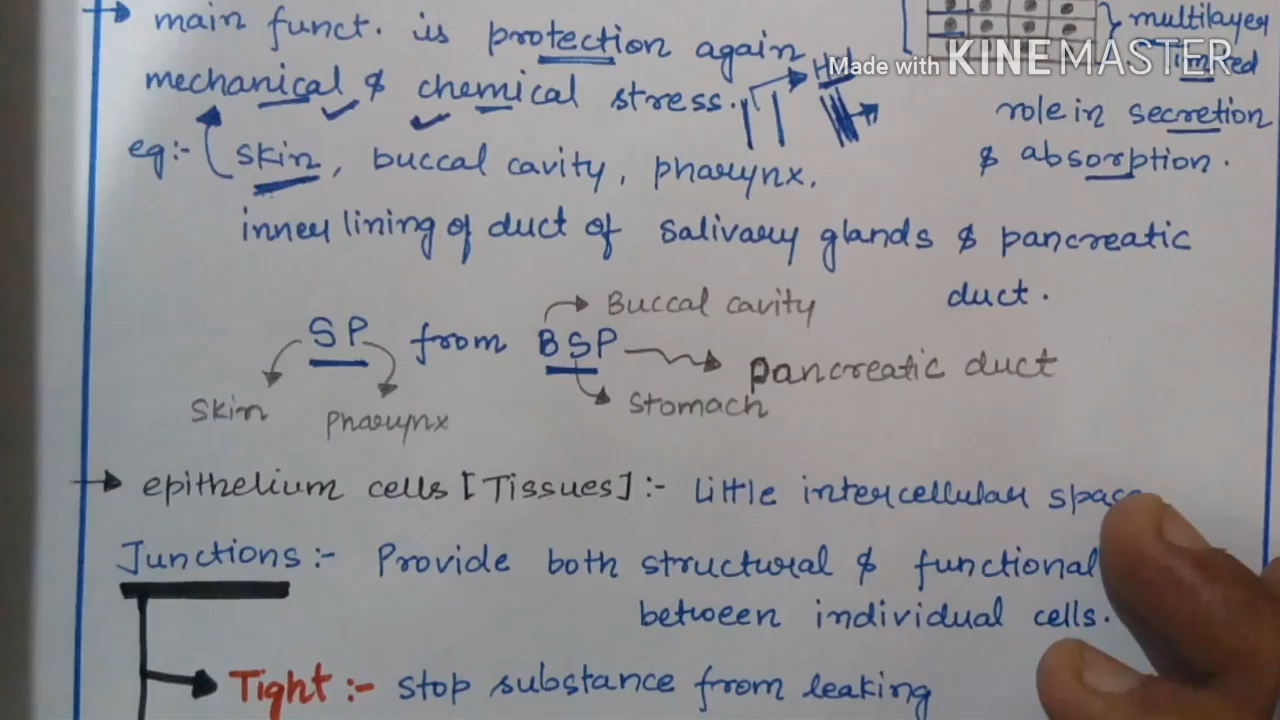 → main funct. is protection again
mechanical & chemical stress.
eg:- skin, buccal cavity, pharynx,
inner lining of duct of salivary glands & pancreatic
duct.
} multilayer
role in secretion
& absorption.
Made with KINEMASTER
Buccal cavity
SP from BSP
Pancreatic duct
Skin
Pharynx
Stomach
→ epithelium cells [Tissues] :- Little intercellular space
Junctions :- Provide both structural & functional
between individual cells.
Tight :- stop substance from leaking